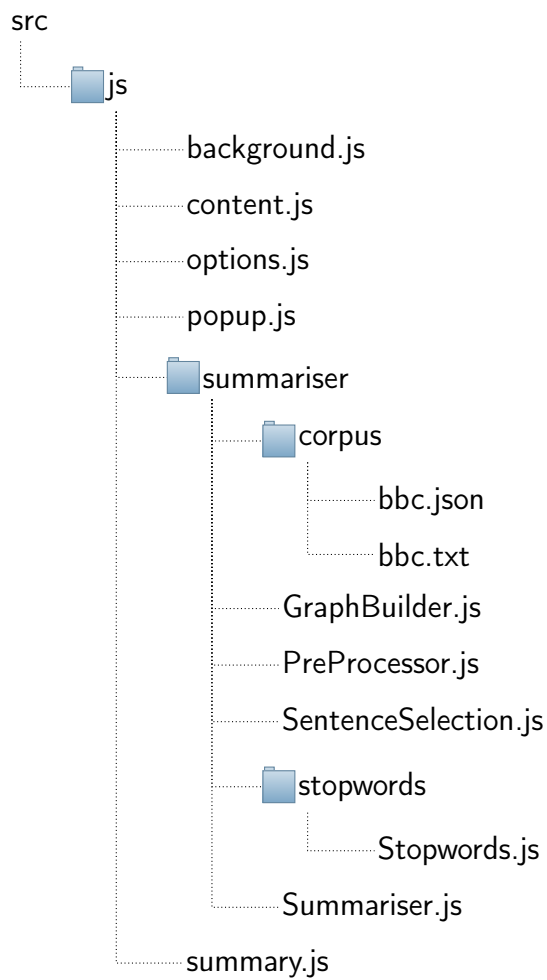 src
js
background.js
content.js
options.js
popup.js
summariser
corpus
bbc.json
bbc.txt
GraphBuilder.js
PreProcessor.js
SentenceSelection.js
stopwords
Stopwords.js
Summariser.js
summary.js